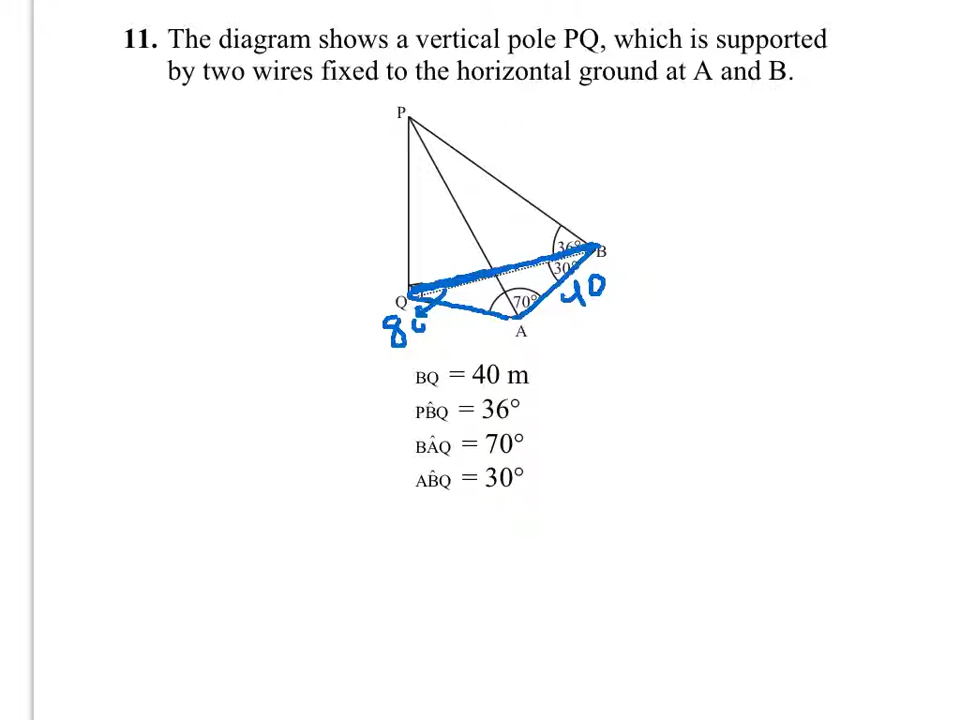 11. The diagram shows a vertical pole PQ, which is supported
by two wires fixed to the horizontal ground at A and B.
P
36°
B
30°
40
Q
70°
80
A
BQ = 40 m
PB̂Q = 36°
BÂQ = 70°
AB̂Q = 30°